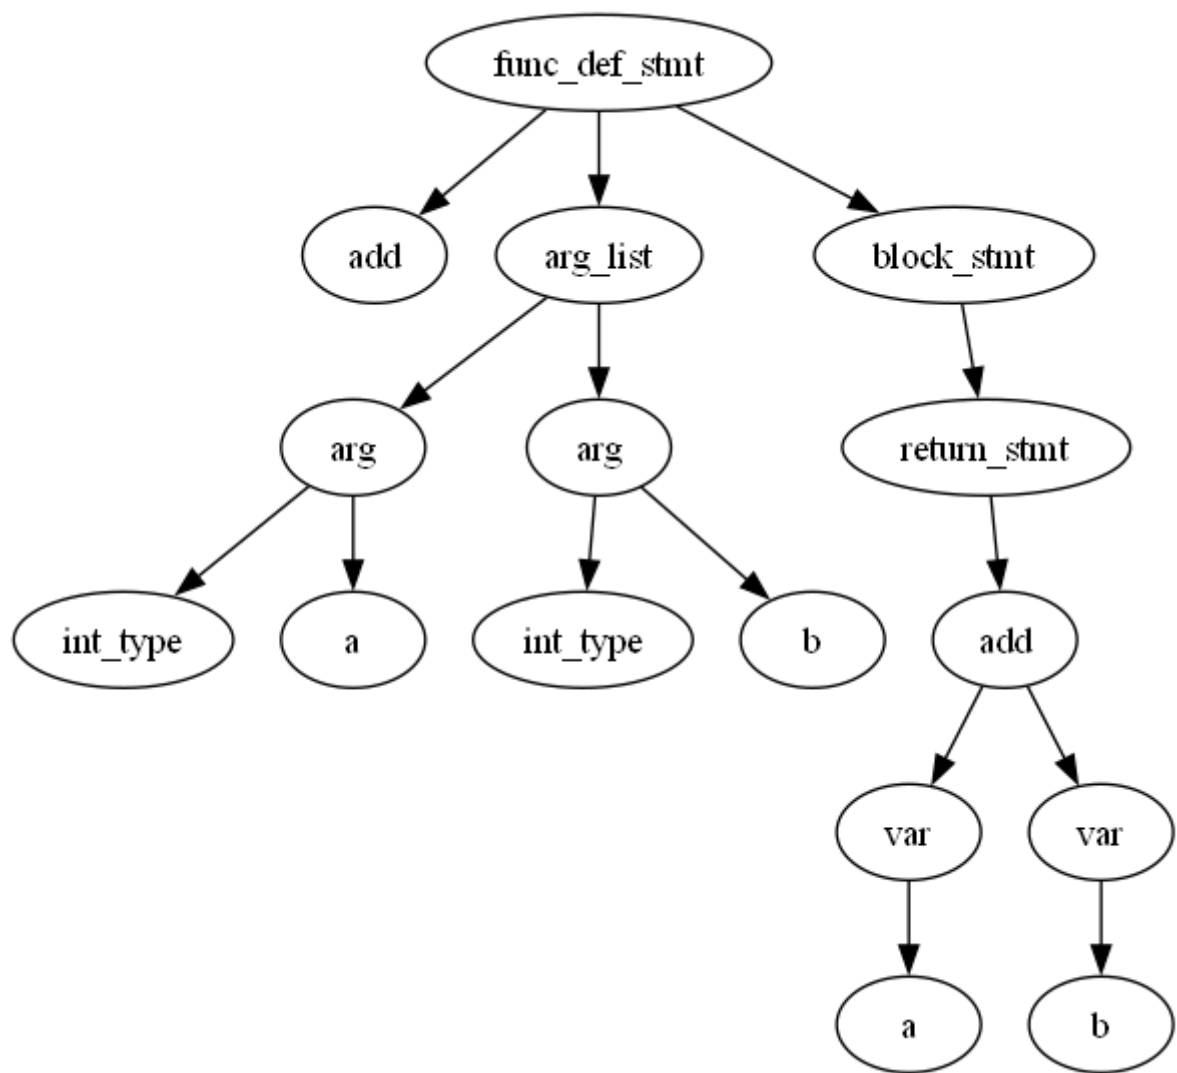 func_def_stmt
add
arg_list
block_stmt
arg
arg
return_stmt
int_type
a
int_type
b
add
var
var
a
b